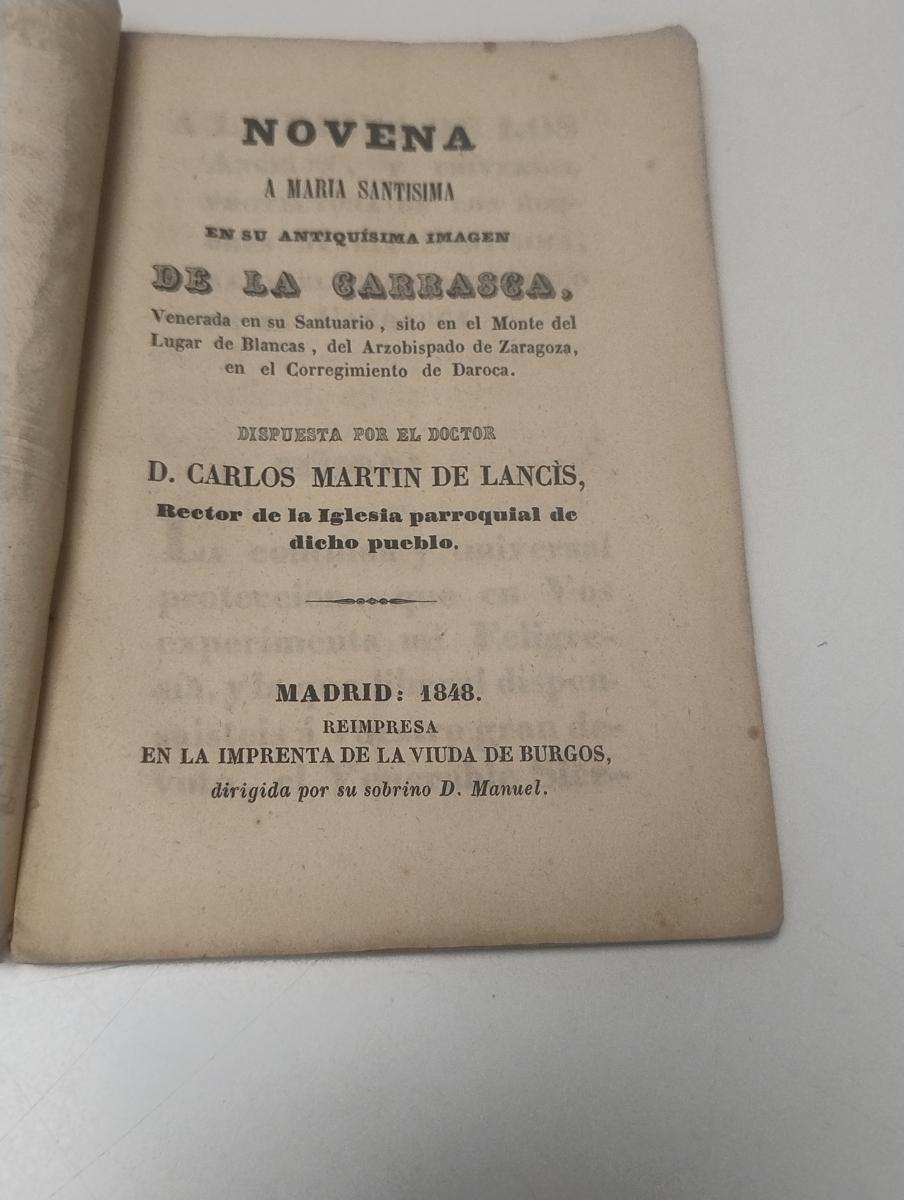 NOVENA
A MARIA SANTISIMA
EN SU ANTIQUÍSIMA IMAGEN
DE LA CARRASCA,
Venerada en su Santuario, sito en el Monte del
Lugar de Blancas, del Arzobispado de Zaragoza,
en el Corregimiento de Daroca.
DISPUESTA POR EL DOCTOR
D. CARLOS MARTIN DE LANCÌS,
Rector de la Iglesia parroquial de
dicho pueblo.
MADRID: 1848.
REIMPRESA
EN LA IMPRENTA DE LA VIUDA DE BURGOS,
dirigida por su sobrino D. Manuel.